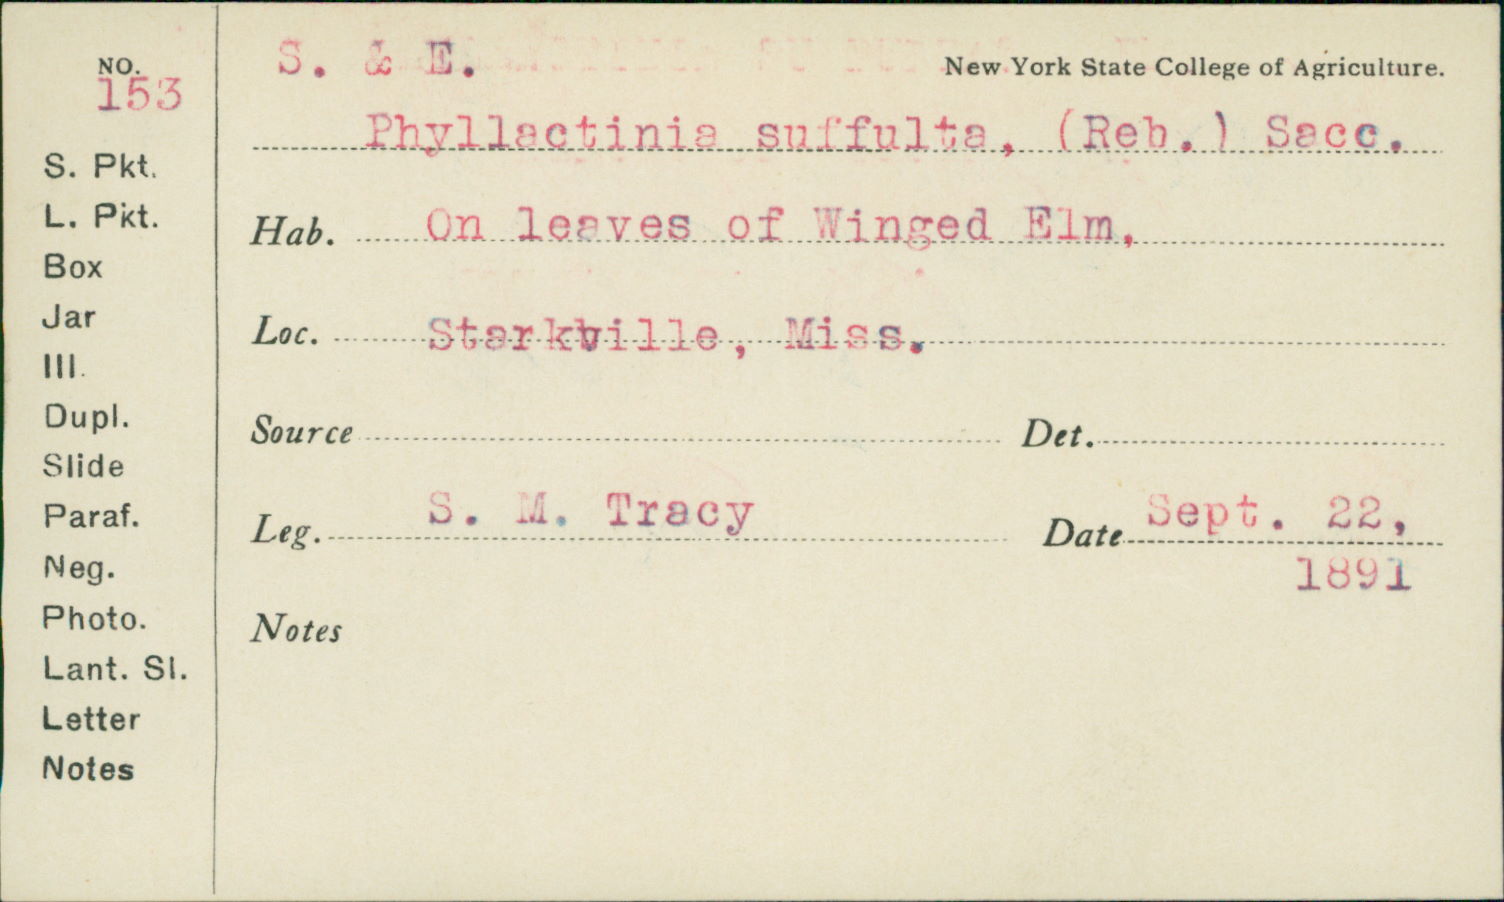 NO.
153
S. & E.
New York State College of Agriculture.
Phyllactinia suffulta, (Reb.) Sacc.
Hab. On leaves of Winged Elm,
Loc. Starkville, Miss.
Source
Det.
Leg. S. M. Tracy
Date Sept. 22,
1891
Notes
S. Pkt.
L. Pkt.
Box
Jar
Ill.
Dupl.
Slide
Paraf.
Neg.
Photo.
Lant. Sl.
Letter
Notes